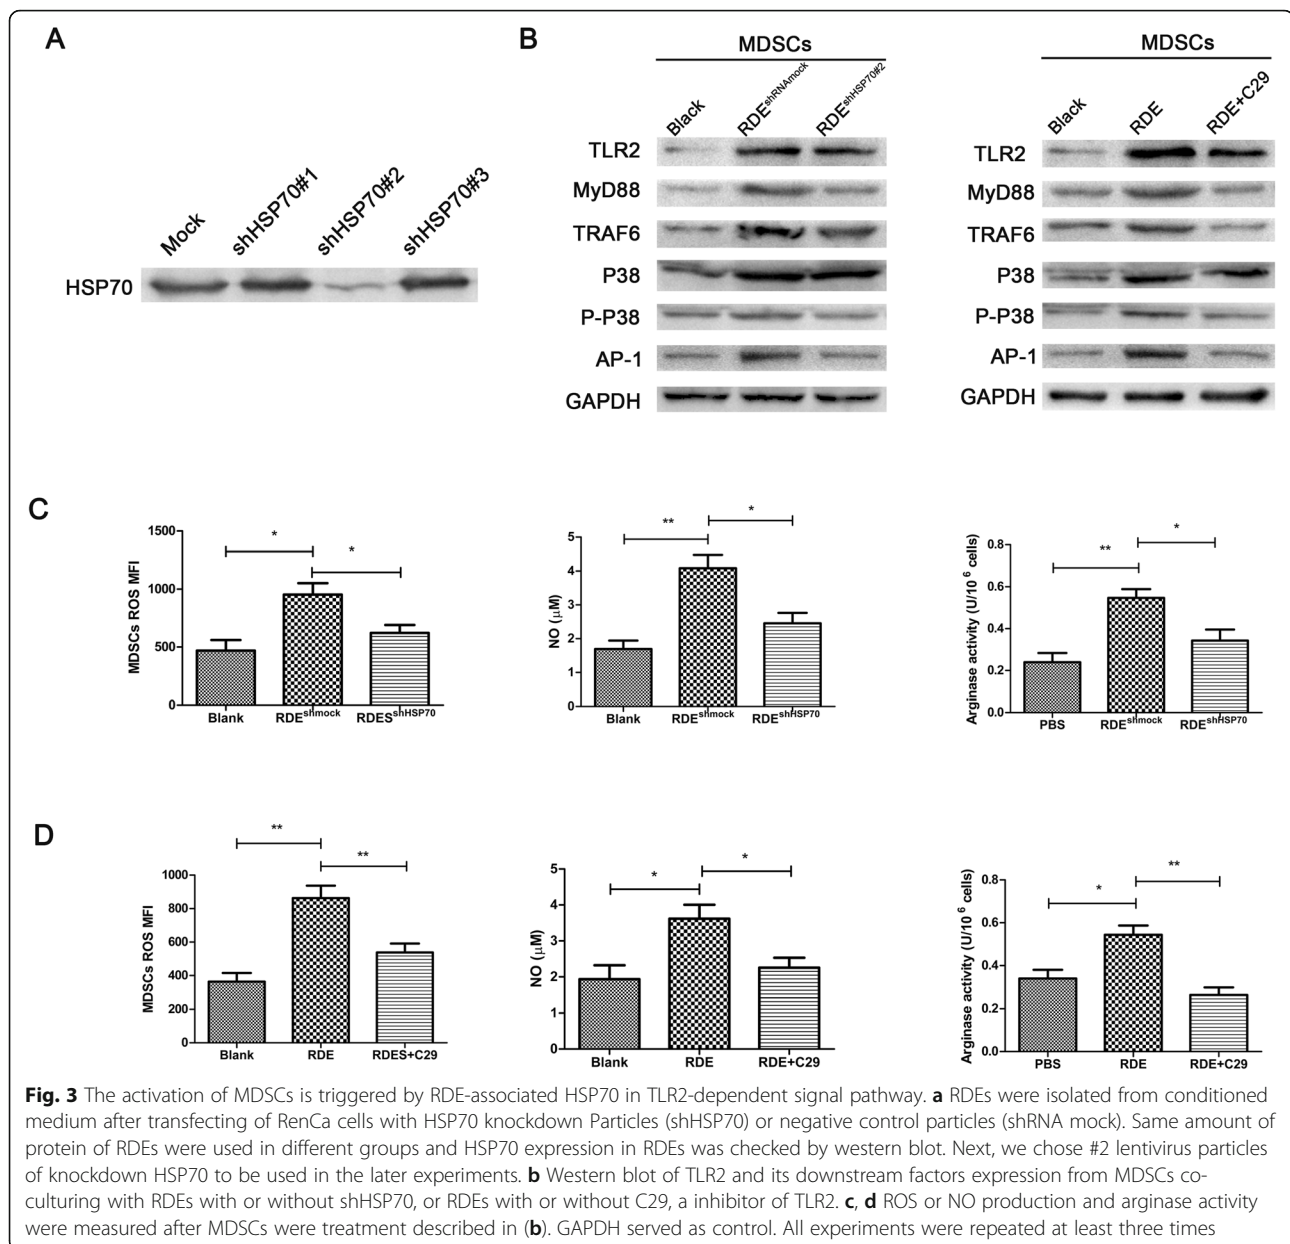 A
Mock
shHSP70#1
shHSP70#2
shHSP70#3
HSP70
B
MDSCs
Black
RDE^shRNAmock
RDE^shHSP70#2
TLR2
MyD88
TRAF6
P38
P-P38
AP-1
GAPDH
MDSCs
Black
RDE
RDE+C29
TLR2
MyD88
TRAF6
P38
P-P38
AP-1
GAPDH
C
MDSCs ROS MFI
1500
1000
500
0
*
*
Blank
RDE^shmock
RDES^shHSP70
NO (μM)
5
4
3
2
1
0
**
*
Blank
RDE^shmock
RDE^shHSP70
Arginase activity (U/10^6 cells)
0.8
0.6
0.4
0.2
0.0
**
*
PBS
RDE^shmock
RDE^shHSP70
D
MDSCs ROS MFI
1000
800
600
400
200
0
**
**
Blank
RDE
RDES+C29
NO (μM)
5
4
3
2
1
0
*
*
Blank
RDE
RDE+C29
Arginase activity (U/10^6 cells)
0.8
0.6
0.4
0.2
0.0
*
**
PBS
RDE
RDE+C29
Fig. 3 The activation of MDSCs is triggered by RDE-associated HSP70 in TLR2-dependent signal pathway. a RDEs were isolated from conditioned
medium after transfecting of RenCa cells with HSP70 knockdown Particles (shHSP70) or negative control particles (shRNA mock). Same amount of
protein of RDEs were used in different groups and HSP70 expression in RDEs was checked by western blot. Next, we chose #2 lentivirus particles
of knockdown HSP70 to be used in the later experiments. b Western blot of TLR2 and its downstream factors expression from MDSCs co-
culturing with RDEs with or without shHSP70, or RDEs with or without C29, a inhibitor of TLR2. c, d ROS or NO production and arginase activity
were measured after MDSCs were treatment described in (b). GAPDH served as control. All experiments were repeated at least three times